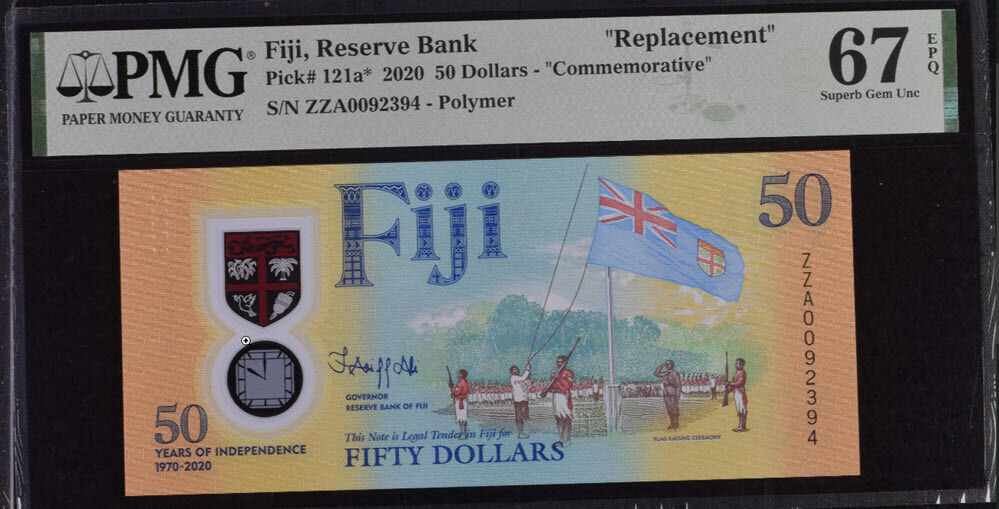 PMG®
PAPER MONEY GUARANTY
Fiji, Reserve Bank
"Replacement"
Pick# 121a* 2020 50 Dollars - "Commemorative"
S/N ZZA0092394 - Polymer
67
EPQ
Superb Gem Unc
Fiji
50
ZZA0092394
GOVERNOR
RESERVE BANK OF FIJI
This Note is Legal Tender in Fiji for
FIFTY DOLLARS
FLAG RAISING CEREMONY
50
YEARS OF INDEPENDENCE
1970-2020